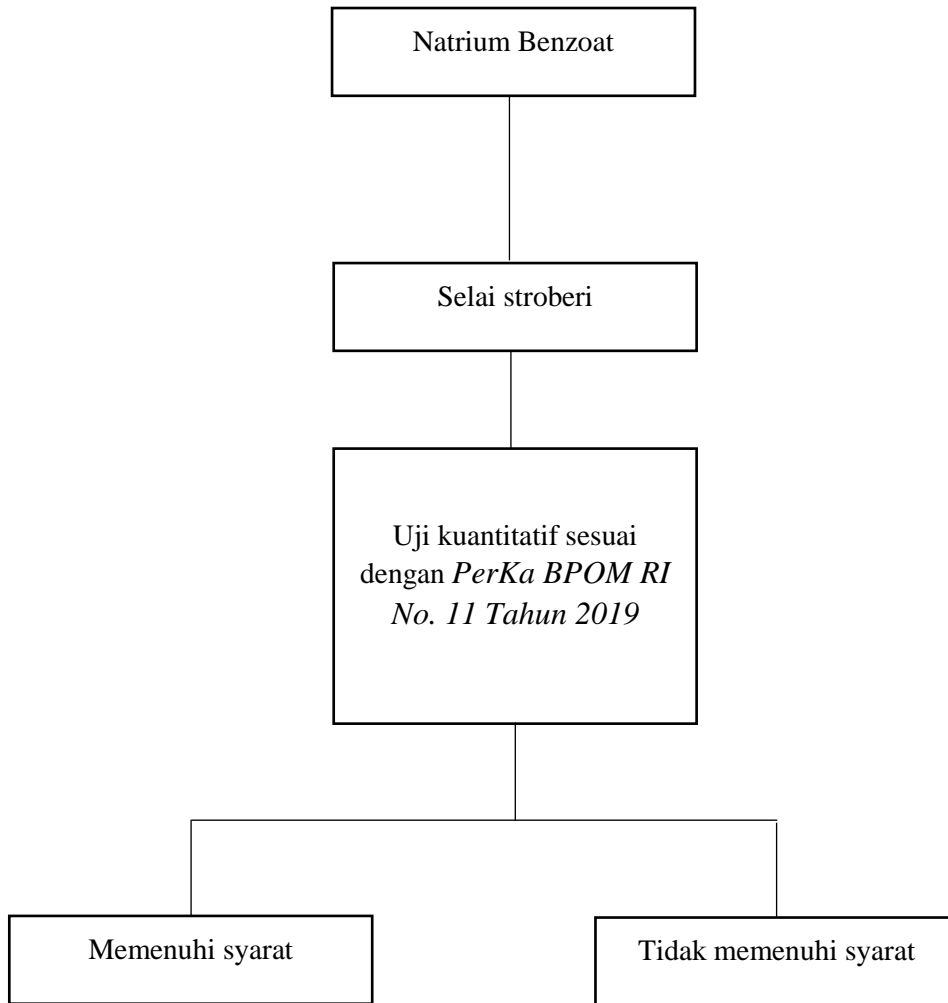 Natrium Benzoat
Selai stroberi
Uji kuantitatif sesuai
dengan PerKa BPOM RI
No. 11 Tahun 2019
Memenuhi syarat
Tidak memenuhi syarat